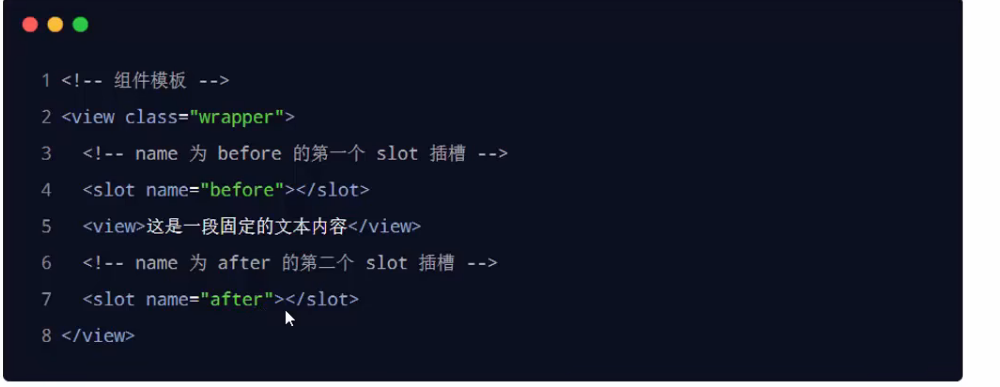 1 <!-- 组件模板 -->
2 <view class="wrapper">
3   <!-- name 为 before 的第一个 slot 插槽 -->
4   <slot name="before"></slot>
5   <view>这是一段固定的文本内容</view>
6   <!-- name 为 after 的第二个 slot 插槽 -->
7   <slot name="after"></slot>
8 </view>